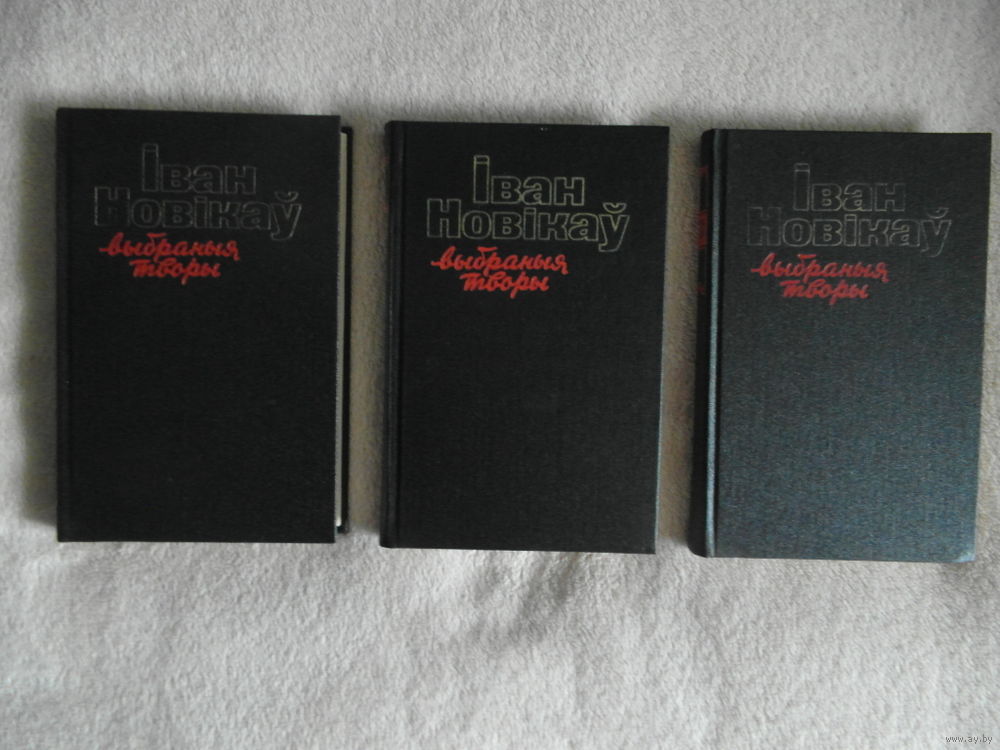 Іван
Новікаў
выбраныя
творы
Іван
Новікаў
выбраныя
творы
Іван
Новікаў
выбраныя
творы
www.ay.by